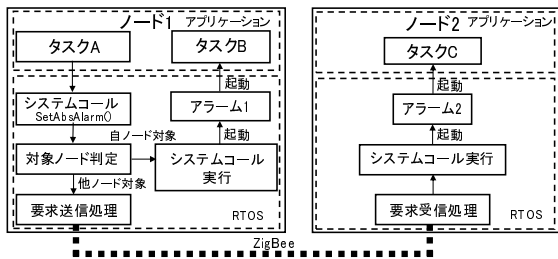 ノード1 アプリケーション
タスクA
タスクB
起動
システムコール
SetAbsAlarm()
アラーム1
自ノード対象
起動
対象ノード判定
システムコール
実行
他ノード対象
要求送信処理
RTOS
ノード2 アプリケーション
タスクC
起動
アラーム2
起動
システムコール実行
要求受信処理
RTOS
ZigBee